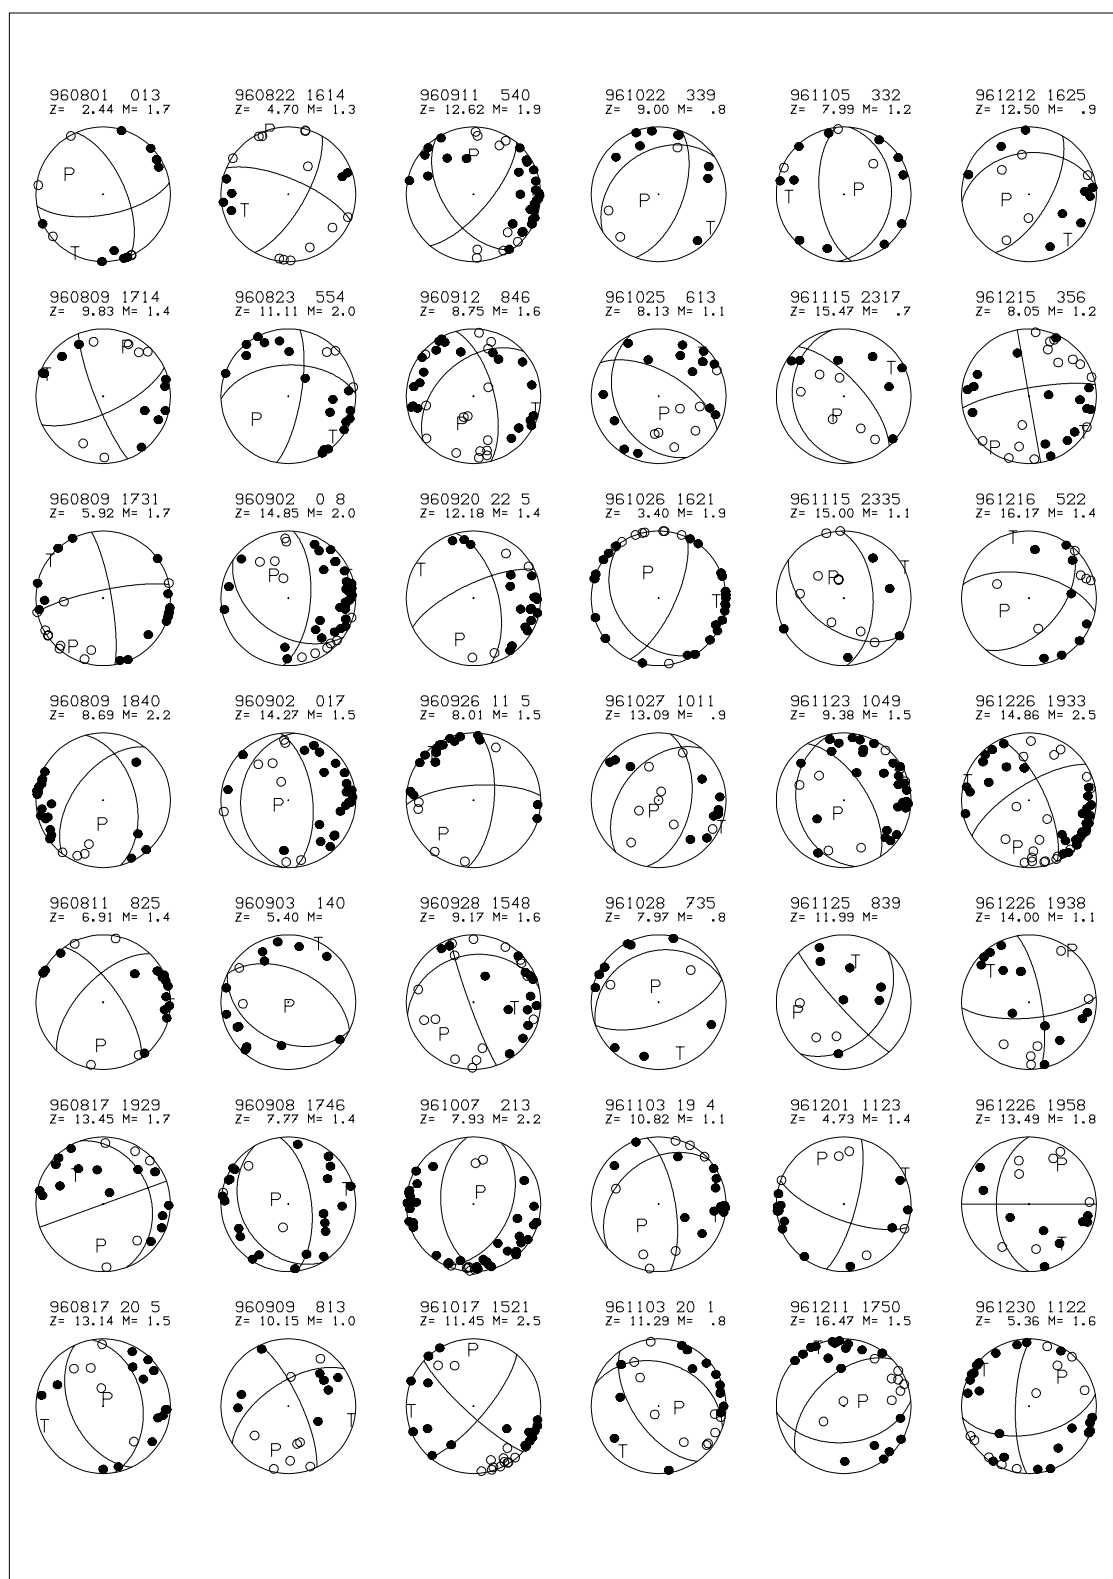 960801 013 960822 1614 960911 540 961022 339 961105 332 961212 1625
Z= 2.44 M= 1.7 Z= 4.70 M= 1.3 Z= 12.62 M= 1.9 Z= 9.00 M= .8 Z= 7.99 M= 1.2 Z= 12.50 M= .9
P T P T P P T P T P T
960809 1714 960823 554 960912 846 961025 613 961115 2317 961215 356
Z= 9.83 M= 1.4 Z= 11.11 M= 2.0 Z= 8.75 M= 1.6 Z= 8.13 M= 1.1 Z= 15.47 M= .7 Z= 8.05 M= 1.2
P T P T P T P P T P T
960809 1731 960902 0 8 960920 22 5 961026 1621 961115 2335 961216 522
Z= 5.92 M= 1.7 Z= 14.85 M= 2.0 Z= 12.18 M= 1.4 Z= 3.40 M= 1.9 Z= 15.00 M= 1.1 Z= 16.17 M= 1.4
T P P T P P T P T T P
960809 1840 960902 017 960926 11 5 961027 1011 961123 1049 961226 1933
Z= 8.69 M= 2.2 Z= 14.27 M= 1.5 Z= 8.01 M= 1.5 Z= 13.09 M= .9 Z= 9.38 M= 1.5 Z= 14.86 M= 2.5
P P P P T P T P
960811 825 960903 140 960928 1548 961028 735 961125 839 961226 1938
Z= 6.91 M= 1.4 Z= 5.40 M= Z= 9.17 M= 1.6 Z= 7.97 M= .8 Z= 11.99 M= Z= 14.00 M= 1.1
P T T P P T P T T P P T
960817 1929 960908 1746 961007 213 961103 19 4 961201 1123 961226 1958
Z= 13.45 M= 1.7 Z= 7.77 M= 1.4 Z= 7.93 M= 2.2 Z= 10.82 M= 1.1 Z= 4.73 M= 1.4 Z= 13.49 M= 1.8
T P P T P P T P T P T
960817 20 5 960909 813 961017 1521 961103 20 1 961211 1750 961230 1122
Z= 13.14 M= 1.5 Z= 10.15 M= 1.0 Z= 11.45 M= 2.5 Z= 11.29 M= .8 Z= 16.47 M= 1.5 Z= 5.36 M= 1.6
P T P T P P T T P P T